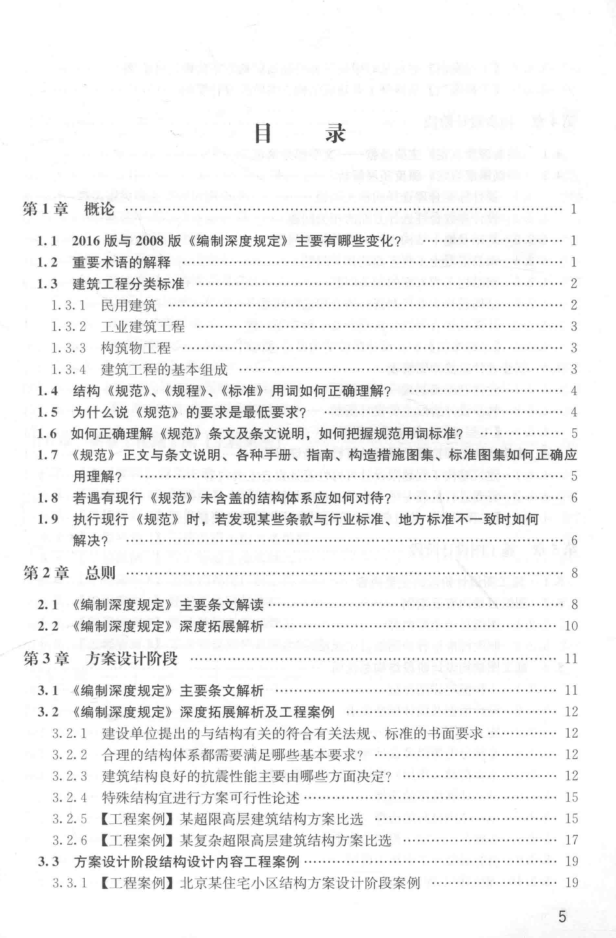 目 录
第1章 概论 …… 1
1.1 2016版与2008版《编制深度规定》主要有哪些变化? …… 1
1.2 重要术语的解释 …… 1
1.3 建筑工程分类标准 …… 2
1.3.1 民用建筑 …… 2
1.3.2 工业建筑工程 …… 3
1.3.3 构筑物工程 …… 3
1.3.4 建筑工程的基本组成 …… 3
1.4 结构《规范》、《规程》、《标准》用词如何正确理解? …… 4
1.5 为什么说《规范》的要求是最低要求? …… 4
1.6 如何正确理解《规范》条文及条文说明，如何把握规范用词标准? …… 5
1.7 《规范》正文与条文说明、各种手册、指南、构造措施图集、标准图集如何正确应
用理解? …… 5
1.8 若遇有现行《规范》未含盖的结构体系应如何对待? …… 6
1.9 执行现行《规范》时，若发现某些条款与行业标准、地方标准不一致时如何
解决? …… 6
第2章 总则 …… 8
2.1 《编制深度规定》主要条文解读 …… 8
2.2 《编制深度规定》深度拓展解析 …… 10
第3章 方案设计阶段 …… 11
3.1 《编制深度规定》主要条文解析 …… 11
3.2 《编制深度规定》深度拓展解析及工程案例 …… 12
3.2.1 建设单位提出的与结构有关的符合有关法规、标准的书面要求 …… 12
3.2.2 合理的结构体系都需要满足哪些基本要求? …… 12
3.2.3 建筑结构良好的抗震性能主要由哪些方面决定? …… 12
3.2.4 特殊结构宜进行方案可行性论述 …… 15
3.2.5 【工程案例】某超限高层建筑结构方案比选 …… 15
3.2.6 【工程案例】某复杂超限高层建筑结构方案比选 …… 17
3.3 方案设计阶段结构设计内容工程案例 …… 19
3.3.1 【工程案例】北京某住宅小区结构方案设计阶段案例 …… 19
5